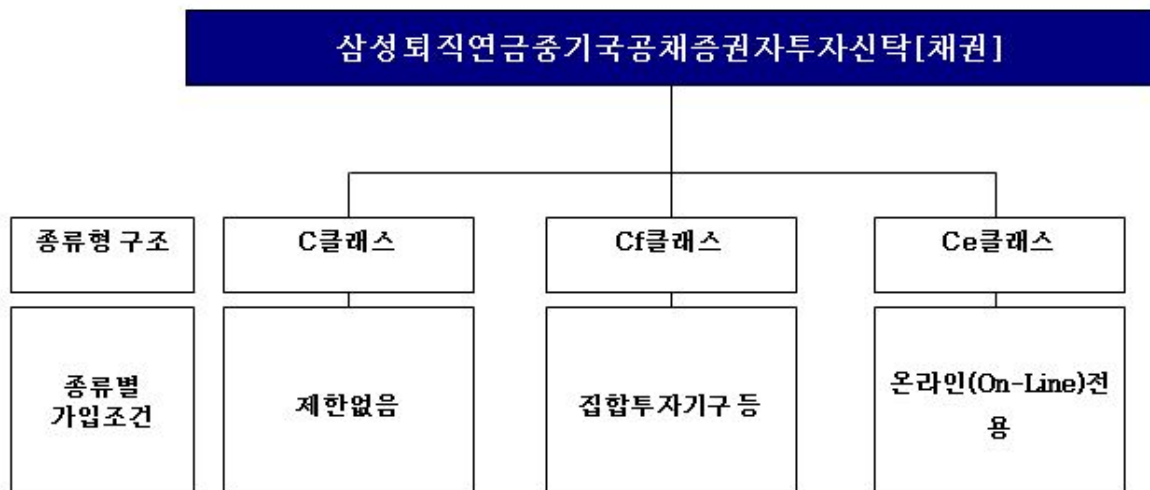 삼성퇴직연금중기국공채증권자투자신탁[채권]
종류형 구조
C클래스
Cf클래스
Ce클래스
종류별
가입조건
제한없음
집합투자기구 등
온라인(On-Line)전
용